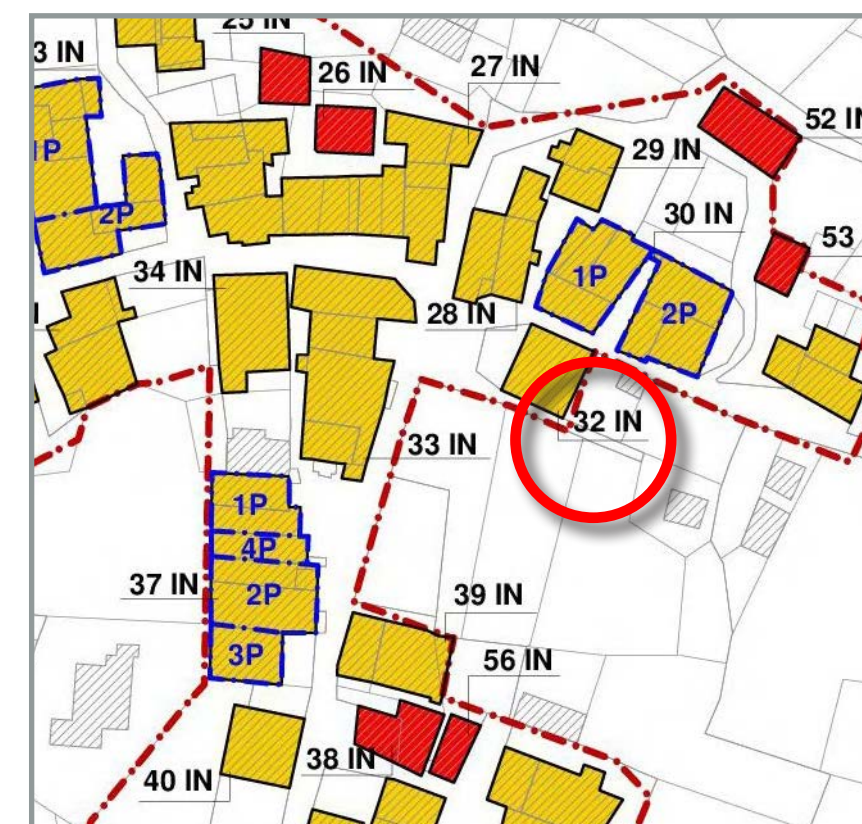 25 IN
3 IN
26 IN
27 IN
52 IN
1P
29 IN
2P
30 IN
53
34 IN
1P
28 IN
2P
32 IN
33 IN
1P
4P
37 IN
2P
39 IN
3P
56 IN
38 IN
40 IN